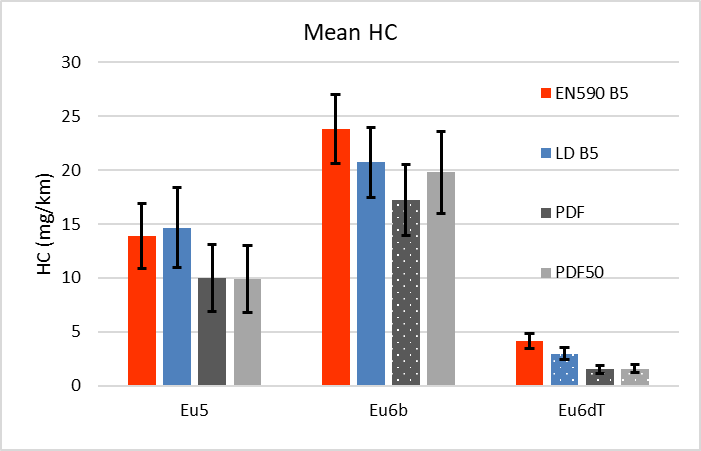 Mean HC
30
25
20
15
10
5
0
HC (mg/km)
EN590 B5
LD B5
PDF
PDF50
Eu5
Eu6b
Eu6dT